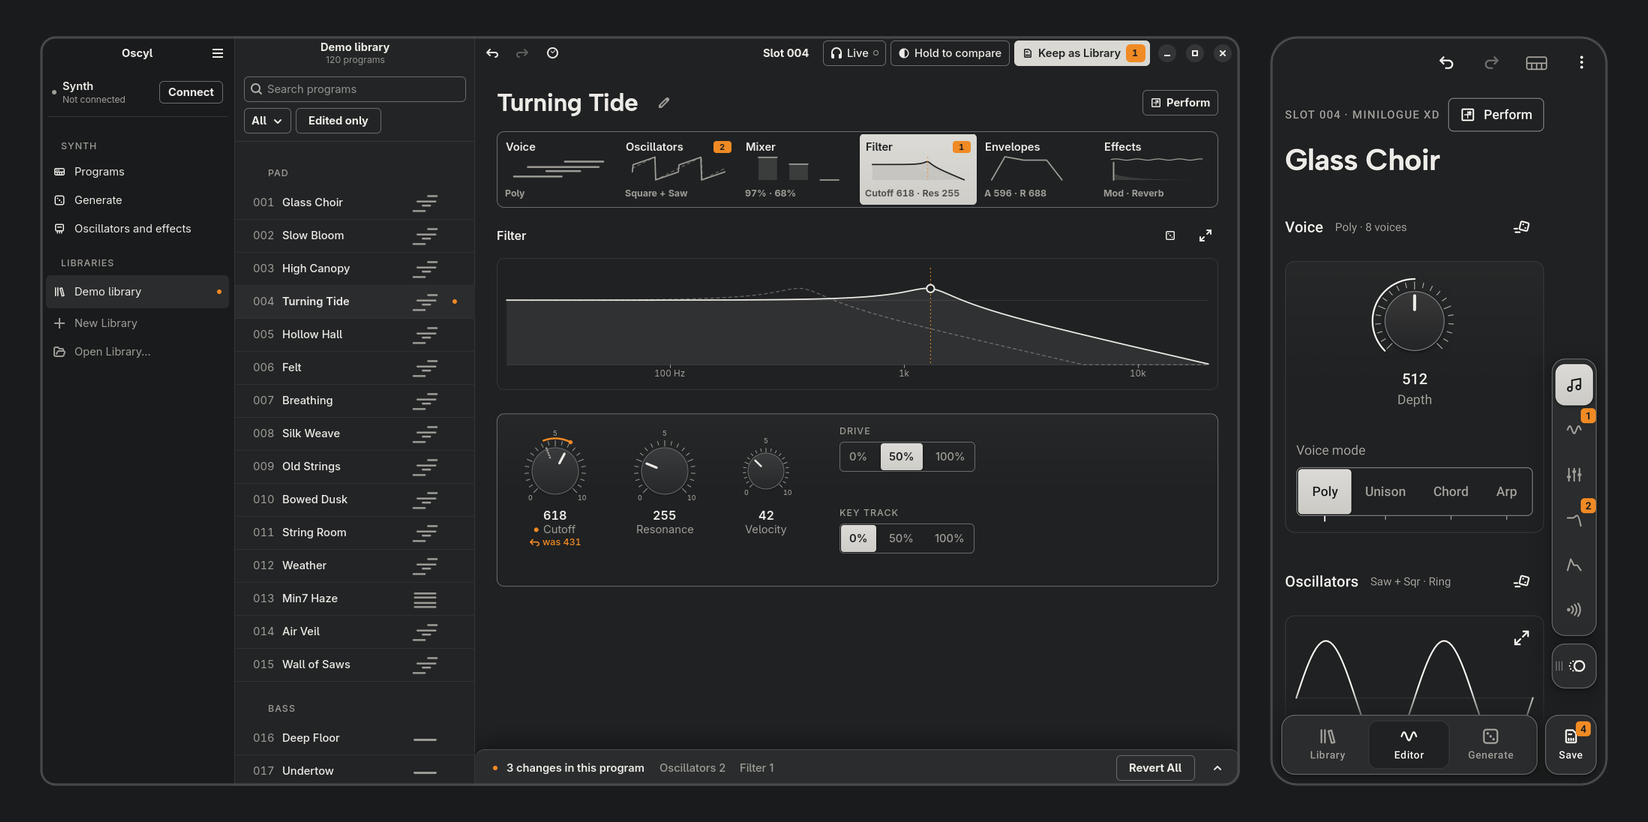 Oscyl
Synth
Not connected
Connect
SYNTH
Programs
Generate
Oscillators and effects
LIBRARIES
Demo library
New Library
Open Library...
Demo library
120 programs
Search programs
All
Edited only
PAD
001 Glass Choir
002 Slow Bloom
003 High Canopy
004 Turning Tide
005 Hollow Hall
006 Felt
007 Breathing
008 Silk Weave
009 Old Strings
010 Bowed Dusk
011 String Room
012 Weather
013 Min7 Haze
014 Air Veil
015 Wall of Saws
BASS
016 Deep Floor
017 Undertow
Slot 004
Live
Hold to compare
Keep as Library 1
Turning Tide
Perform
Voice
Poly
Oscillators 2
Square + Saw
Mixer
97% · 68%
Filter 1
Cutoff 618 · Res 255
Envelopes
A 596 · R 688
Effects
Mod · Reverb
Filter
100 Hz 1k 10k
5
0 10
618
Cutoff
was 431
5
0 10
255
Resonance
5
0 10
42
Velocity
DRIVE
0% 50% 100%
KEY TRACK
0% 50% 100%
3 changes in this program Oscillators 2 Filter 1
Revert All
SLOT 004 · MINILOGUE XD
Perform
Glass Choir
Voice Poly · 8 voices
512
Depth
Voice mode
Poly Unison Chord Arp
Oscillators Saw + Sqr · Ring
1
2
Library
Editor
Generate
4
Save